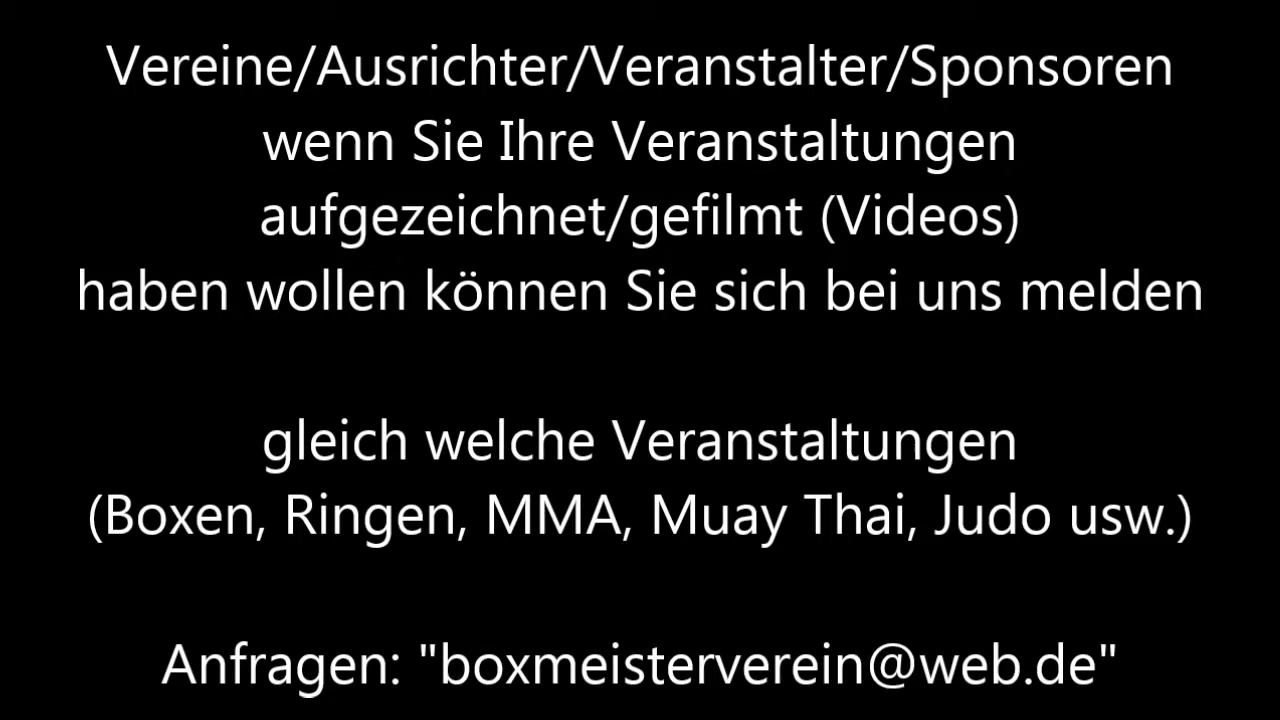 Vereine/Ausrichter/Veranstalter/Sponsoren
wenn Sie Ihre Veranstaltungen
aufgezeichnet/gefilmt (Videos)
haben wollen können Sie sich bei uns melden
gleich welche Veranstaltungen
(Boxen, Ringen, MMA, Muay Thai, Judo usw.)
Anfragen: "boxmeisterverein@web.de"